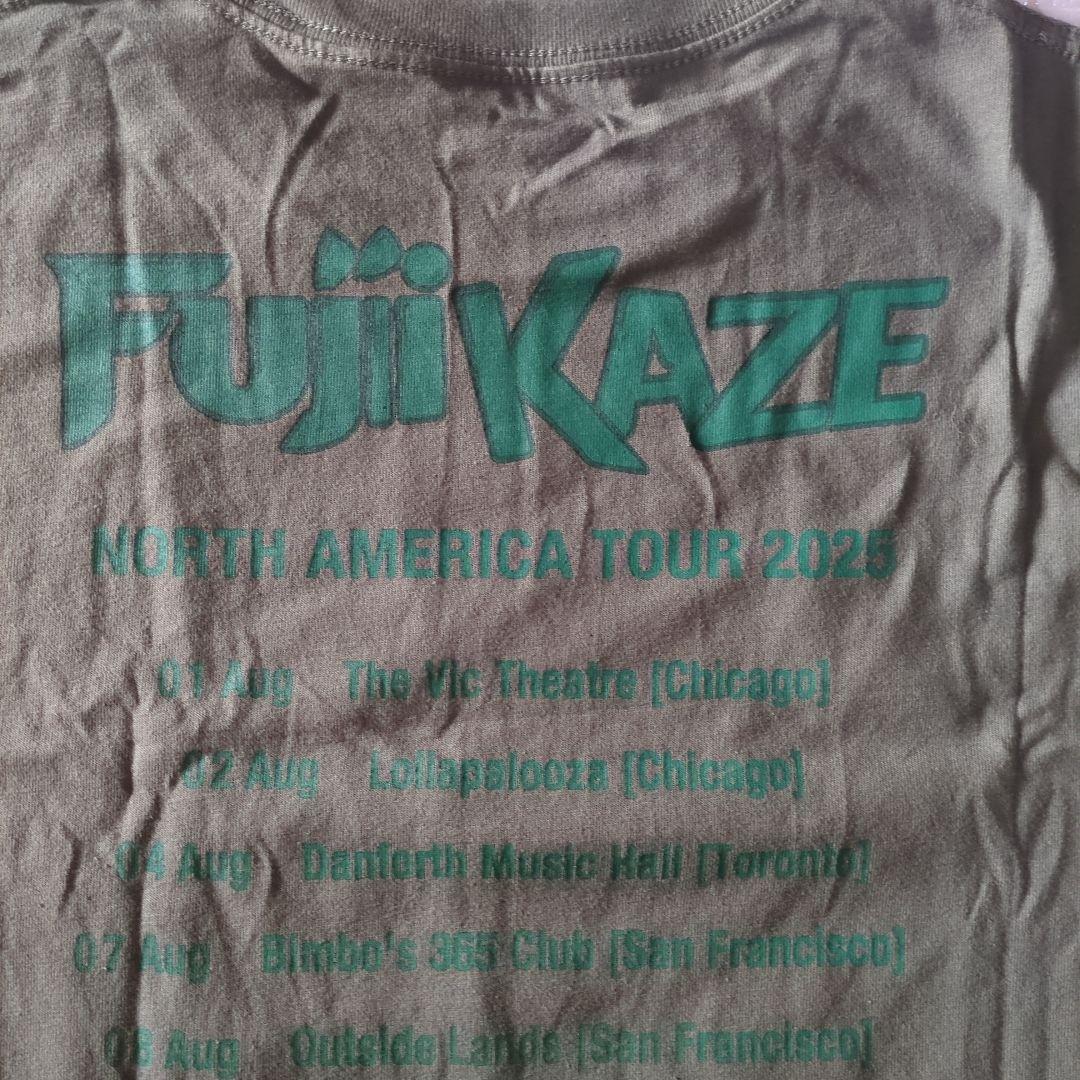 Fujii Kaze
NORTH AMERICA TOUR 2025
01 Aug The Vic Theatre [Chicago]
02 Aug Lollapalooza [Chicago]
04 Aug Danforth Music Hall [Toronto]
07 Aug Bimbo's 365 Club [San Francisco]
08 Aug Outside Lands [San Francisco]